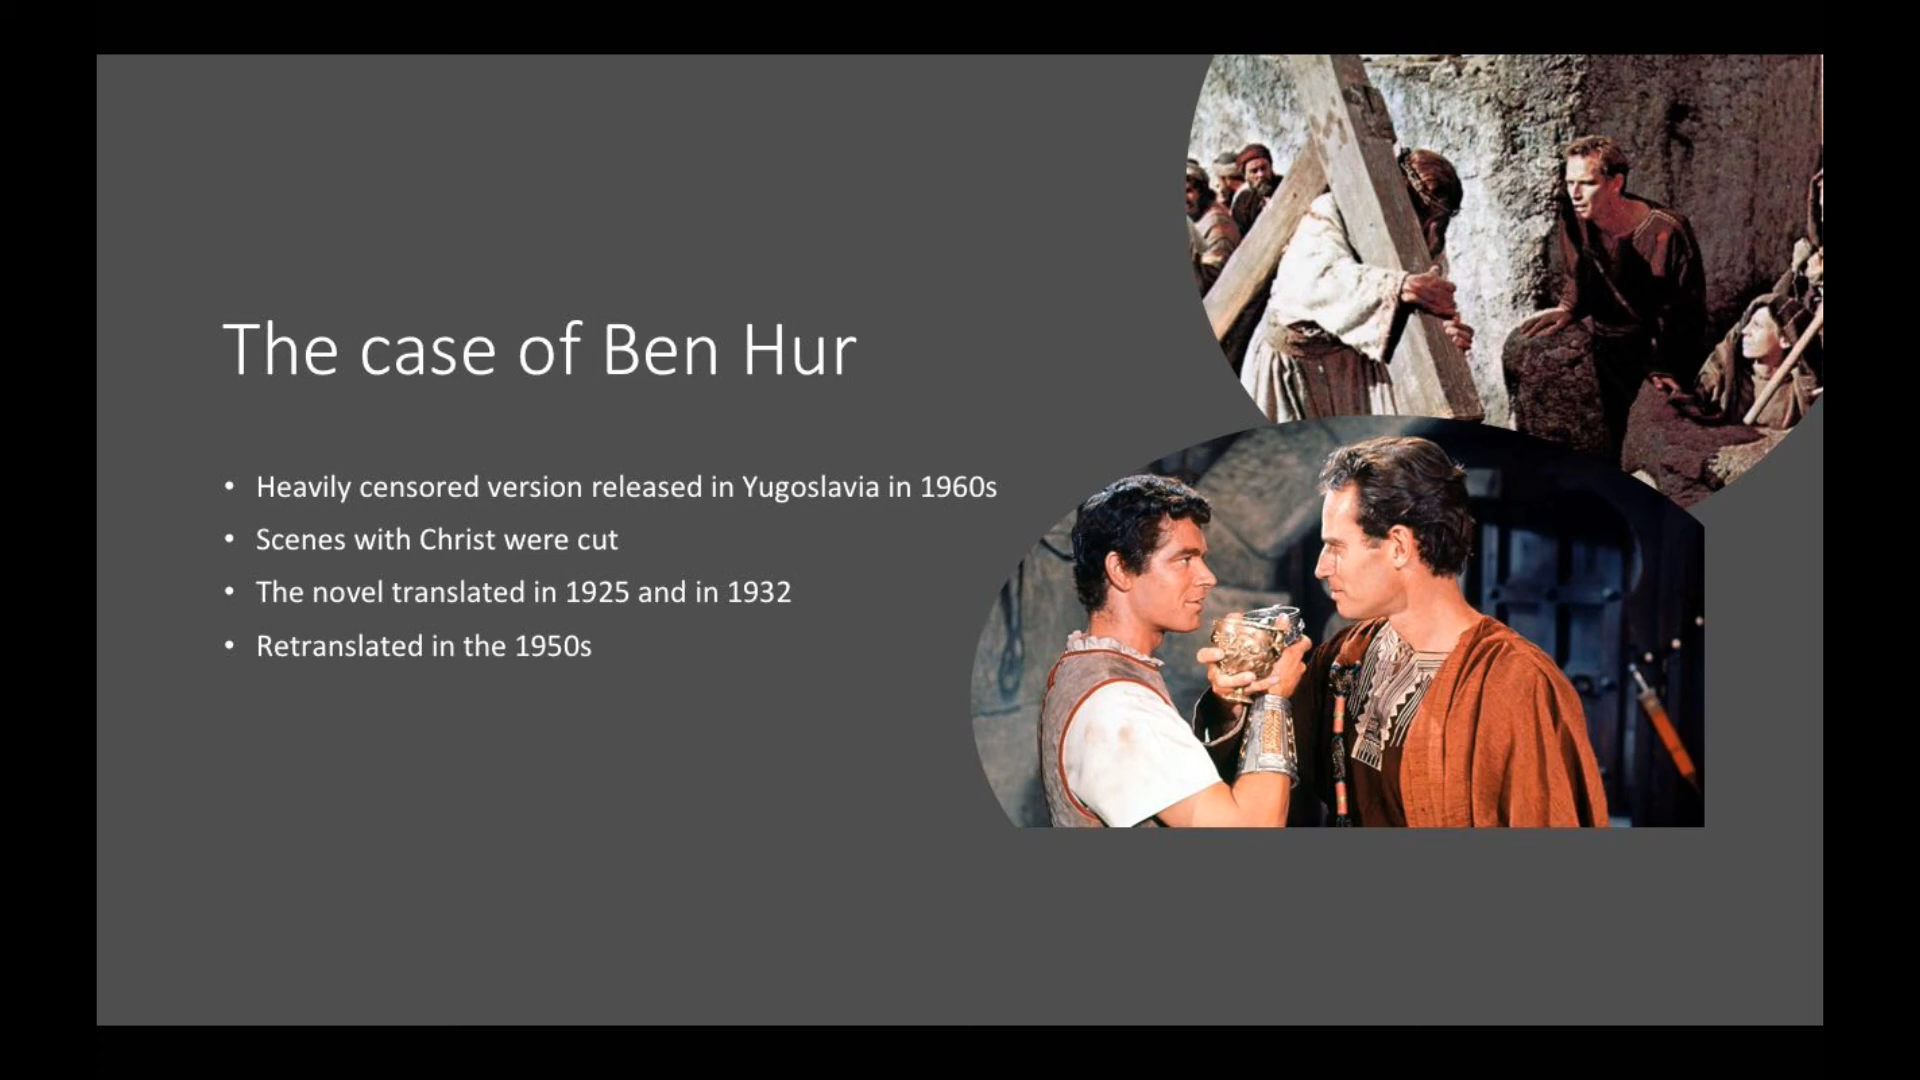 The case of Ben Hur
• Heavily censored version released in Yugoslavia in 1960s
• Scenes with Christ were cut
• The novel translated in 1925 and in 1932
• Retranslated in the 1950s